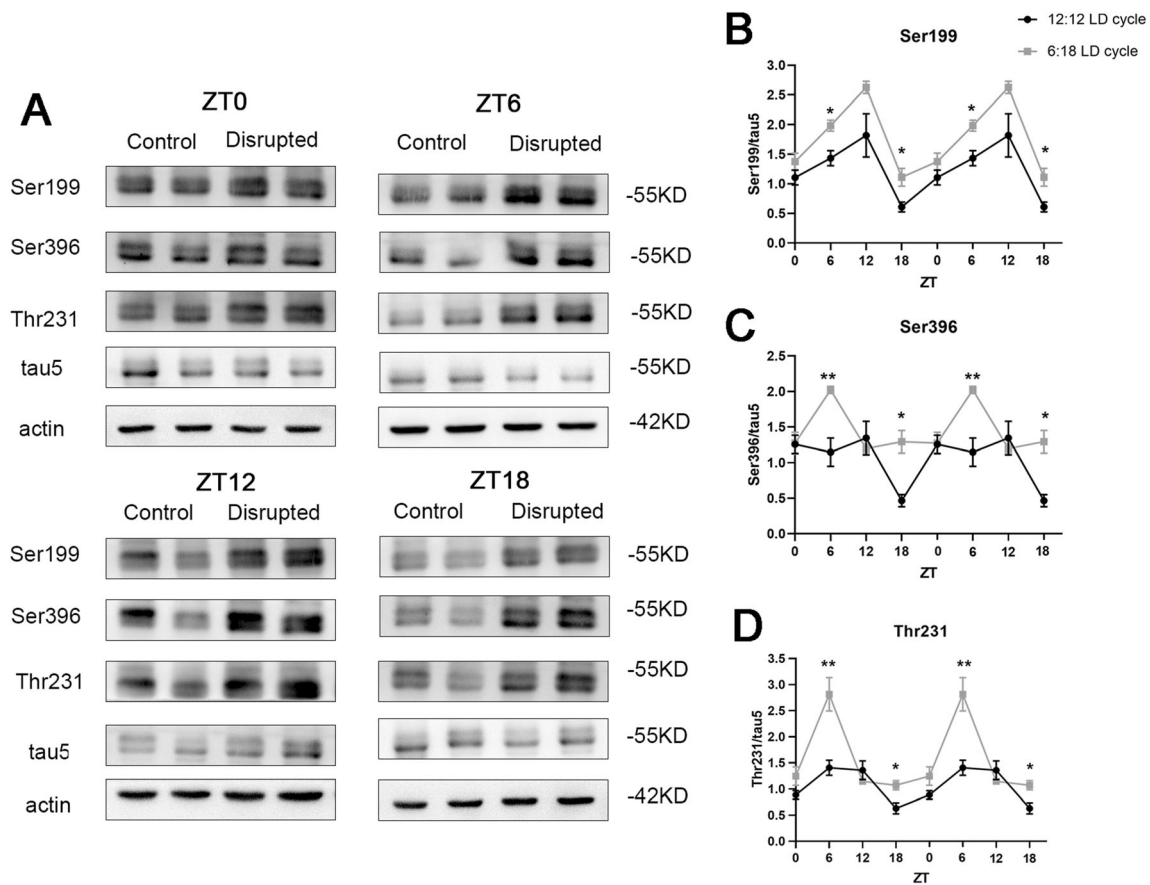 A
ZT0
Control Disrupted
Ser199
Ser396
Thr231
tau5
actin
ZT6
Control Disrupted
-55KD
-55KD
-55KD
-55KD
-42KD
ZT12
Control Disrupted
Ser199
Ser396
Thr231
tau5
actin
ZT18
Control Disrupted
-55KD
-55KD
-55KD
-55KD
-42KD
12:12 LD cycle
6:18 LD cycle
B
Ser199
Ser199/tau5
3.0
2.5
2.0
1.5
1.0
0.5
0.0
* * * *
0 6 12 18 0 6 12 18
ZT
C
Ser396
Ser396/tau5
2.5
2.0
1.5
1.0
0.5
0.0
** * ** *
0 6 12 18 0 6 12 18
ZT
D
Thr231
Thr231/tau5
3.5
3.0
2.5
2.0
1.5
1.0
0.5
0.0
** * ** *
0 6 12 18 0 6 12 18
ZT